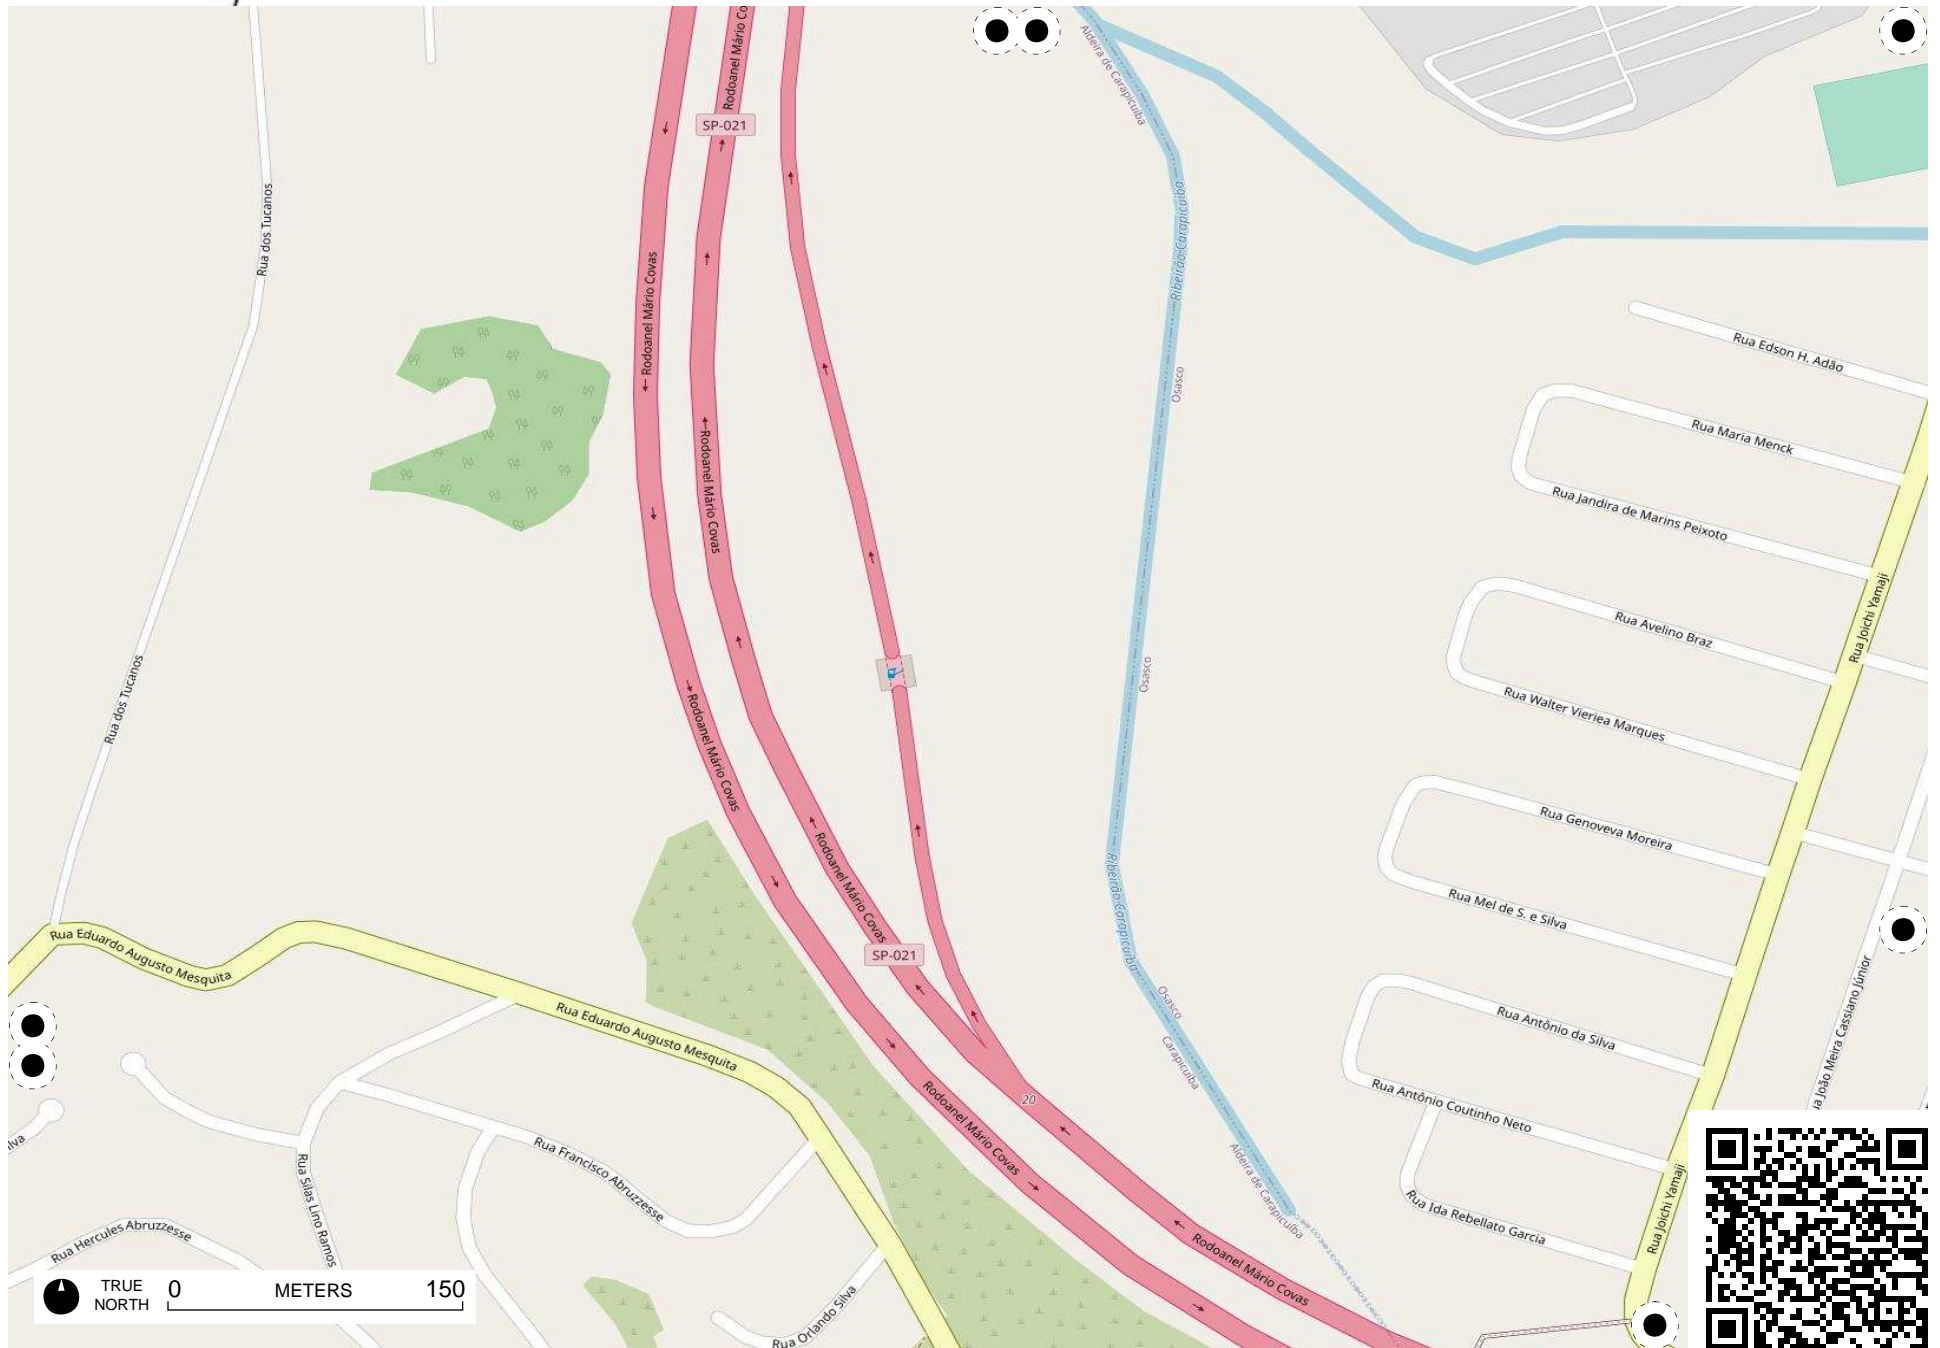 Rodoanel Mário Co
Aldeira de Carapicuíba
SP-021
Rua dos Tucanos
Ribeirão Carapicuíba
Rodoanel Mário Covas
Rua Edson H. Adão
Osasco
Rua Maria Menck
Rodoanel Mário Covas
Rua Jandira de Marins Peixoto
Rua Joichi Yamaji
Rua Avelino Braz
Osasco
Rua dos Tucanos
Rua Walter Vieriea Marques
Rodoanel Mário Covas
Rua Genoveva Moreira
Rodoanel Mário Covas
Ribeirão Carapicuíba
Rua Mel de S. e Silva
Rua Eduardo Augusto Mesquita
SP-021
Osasco
Rua Antônio da Silva
Rua Eduardo Augusto Mesquita
Carapicuíba
ua João Meira Cassiano Júnior
Rua Antônio Coutinho Neto
20
Rodoanel Mário Covas
ilva
Rua Francisco Abruzzesse
Rua Silas Lino Ramos
Aldeira de Carapicuíba
Rua Ida Rebellato Garcia
Rua Joichi Yamaji
Rua Hercules Abruzzesse
Rodoanel Mário Covas
Rua Orlando Silva
TRUE NORTH
0 METERS 150